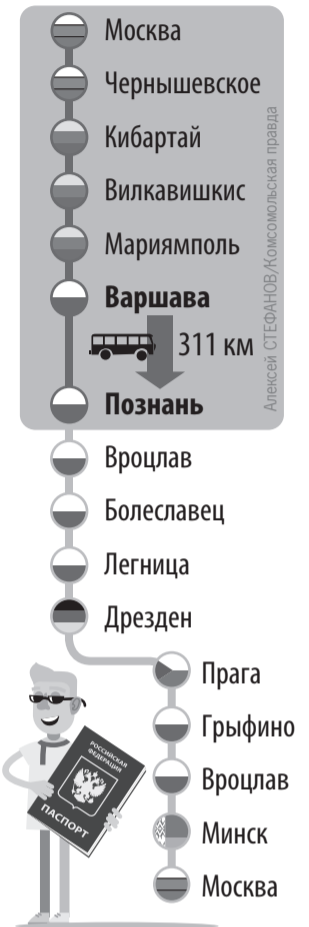 Москва
Чернышевское
Кибартай
Вилкавишкис
Мариямполь
Варшава
311 км
Познань
Алексей СТЕФАНОВ/Комсомольская правда
Вроцлав
Болеславец
Легница
Дрезден
Прага
Грыфино
Вроцлав
Минск
Москва
РОССИЙСКАЯ
ФЕДЕРАЦИЯ
ПАСПОРТ